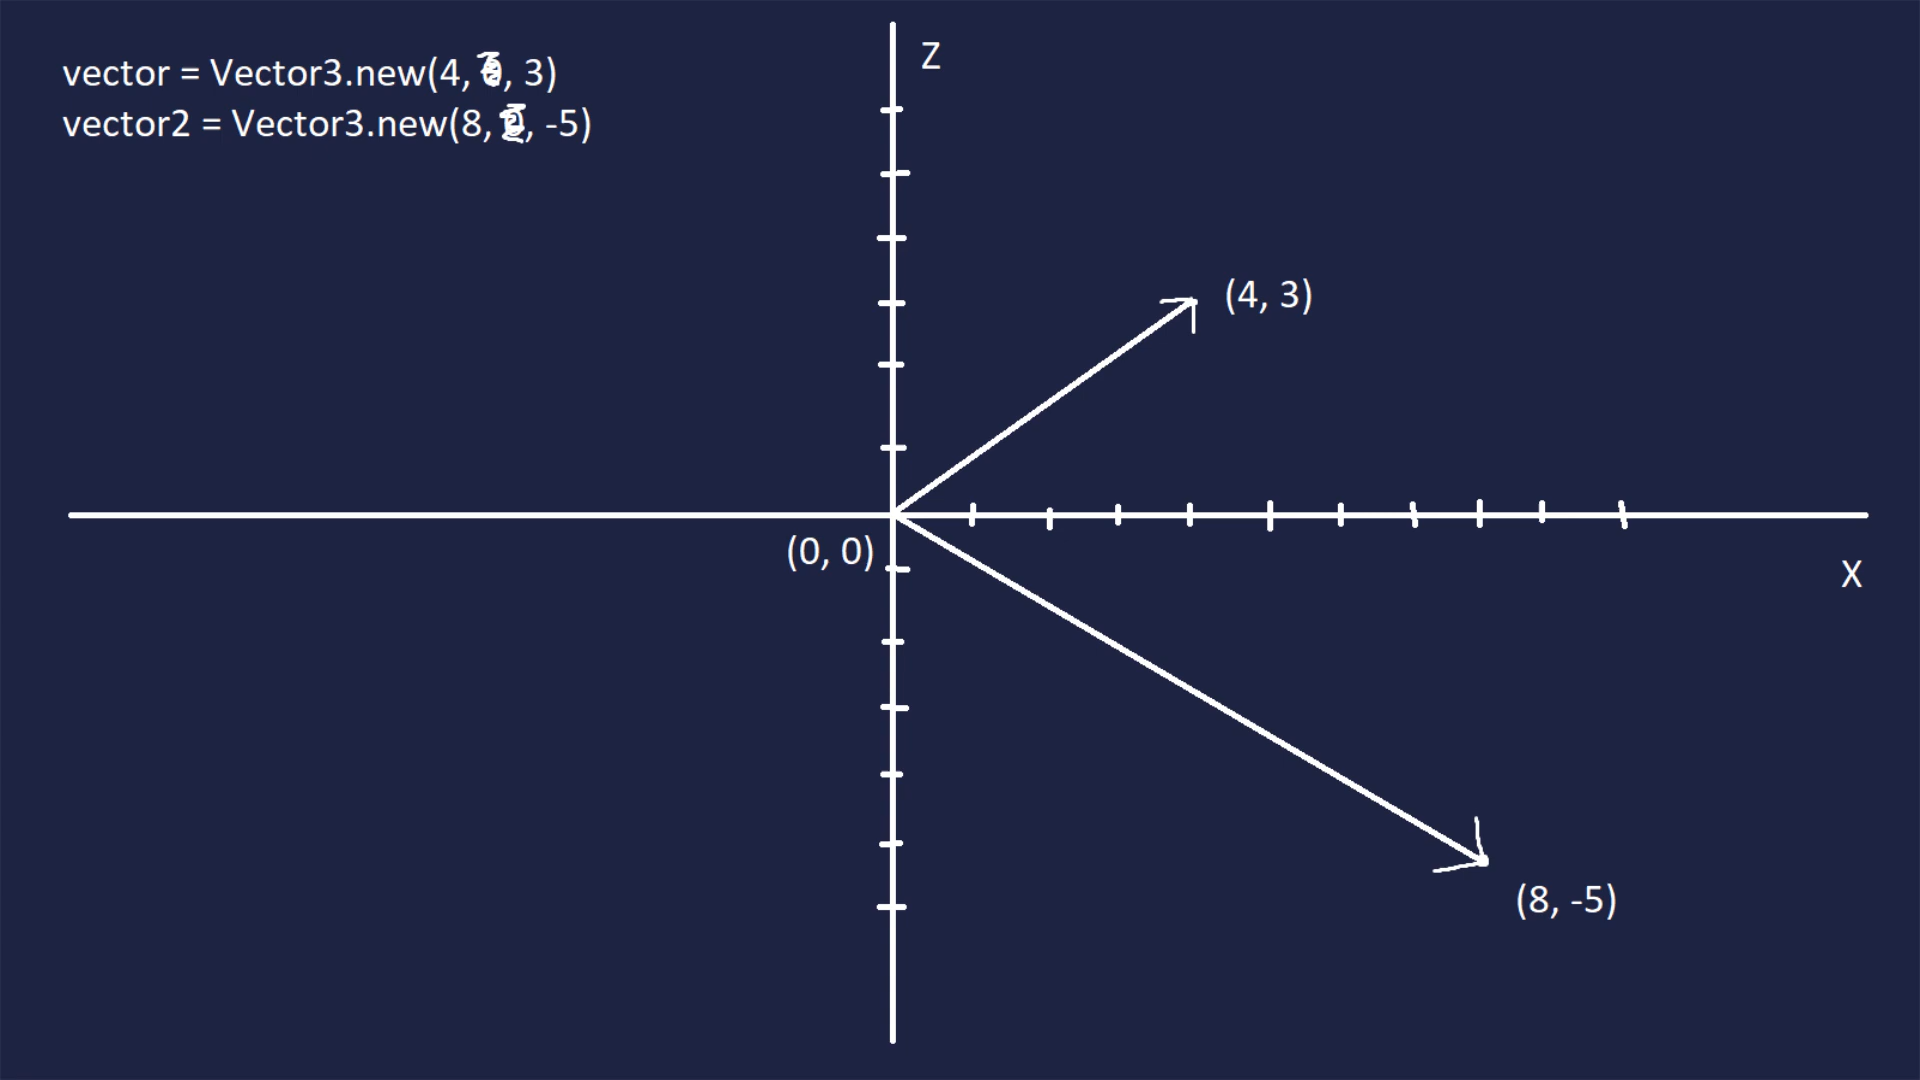 vector = Vector3.new(4, , 3)
vector2 = Vector3.new(8, , -5)
Z
(4, 3)
(0, 0)
X
(8, -5)